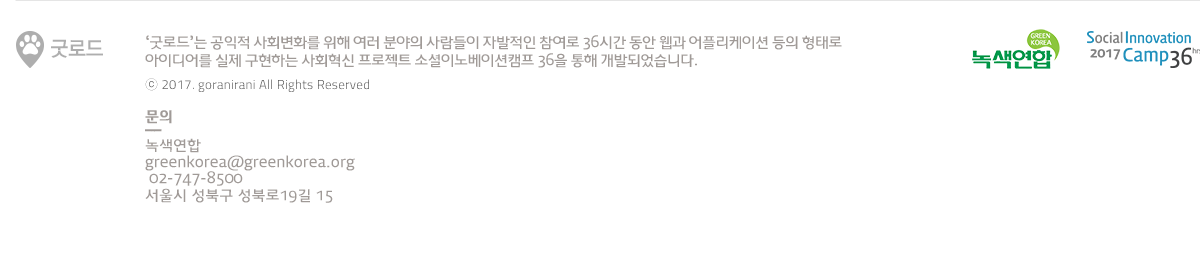 굿로드
‘굿로드’는 공익적 사회변화를 위해 여러 분야의 사람들이 자발적인 참여로 36시간 동안 웹과 어플리케이션 등의 형태로
아이디어를 실제 구현하는 사회혁신 프로젝트 소셜이노베이션캠프 36을 통해 개발되었습니다.
ⓒ 2017. goranirani All Rights Reserved
문의
녹색연합
greenkorea@greenkorea.org
02-747-8500
서울시 성북구 성북로19길 15
GREEN
KOREA
녹색연합
Social Innovation
2017 Camp 36hrs